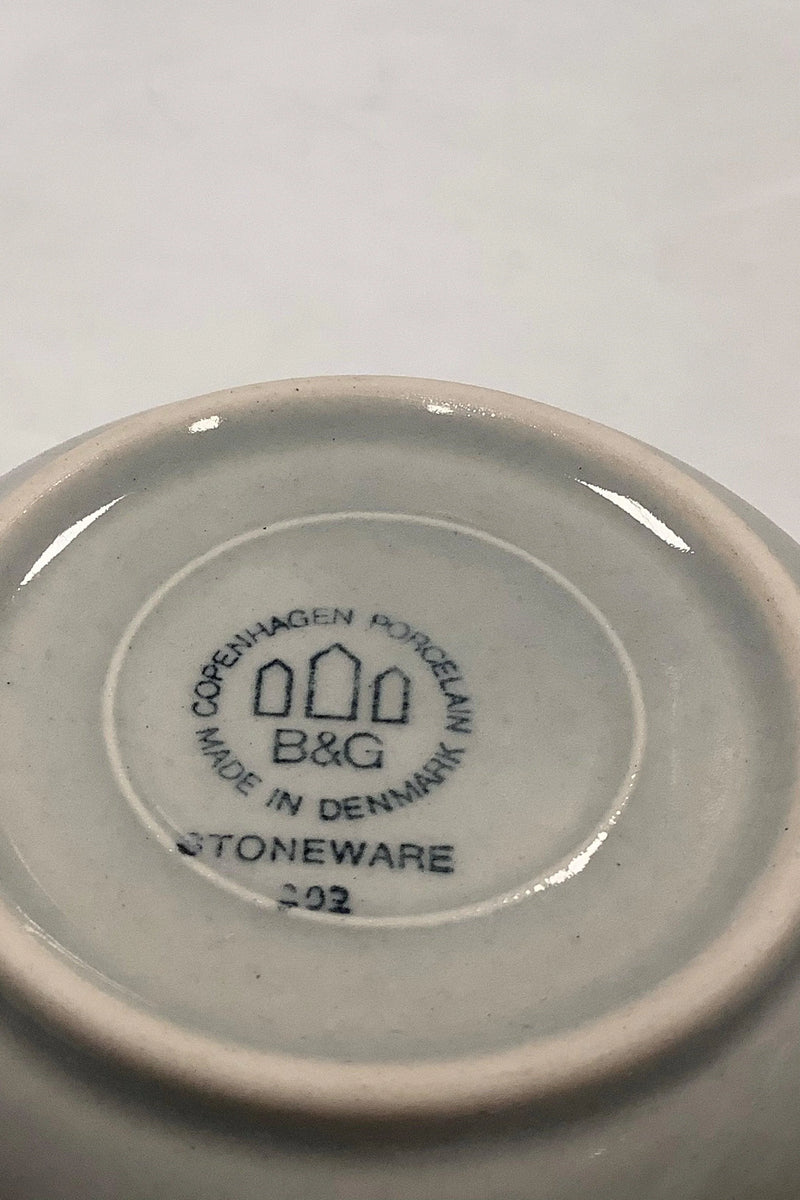 COPENHAGEN PORCELAIN
B&G
MADE IN DENMARK
STONEWARE